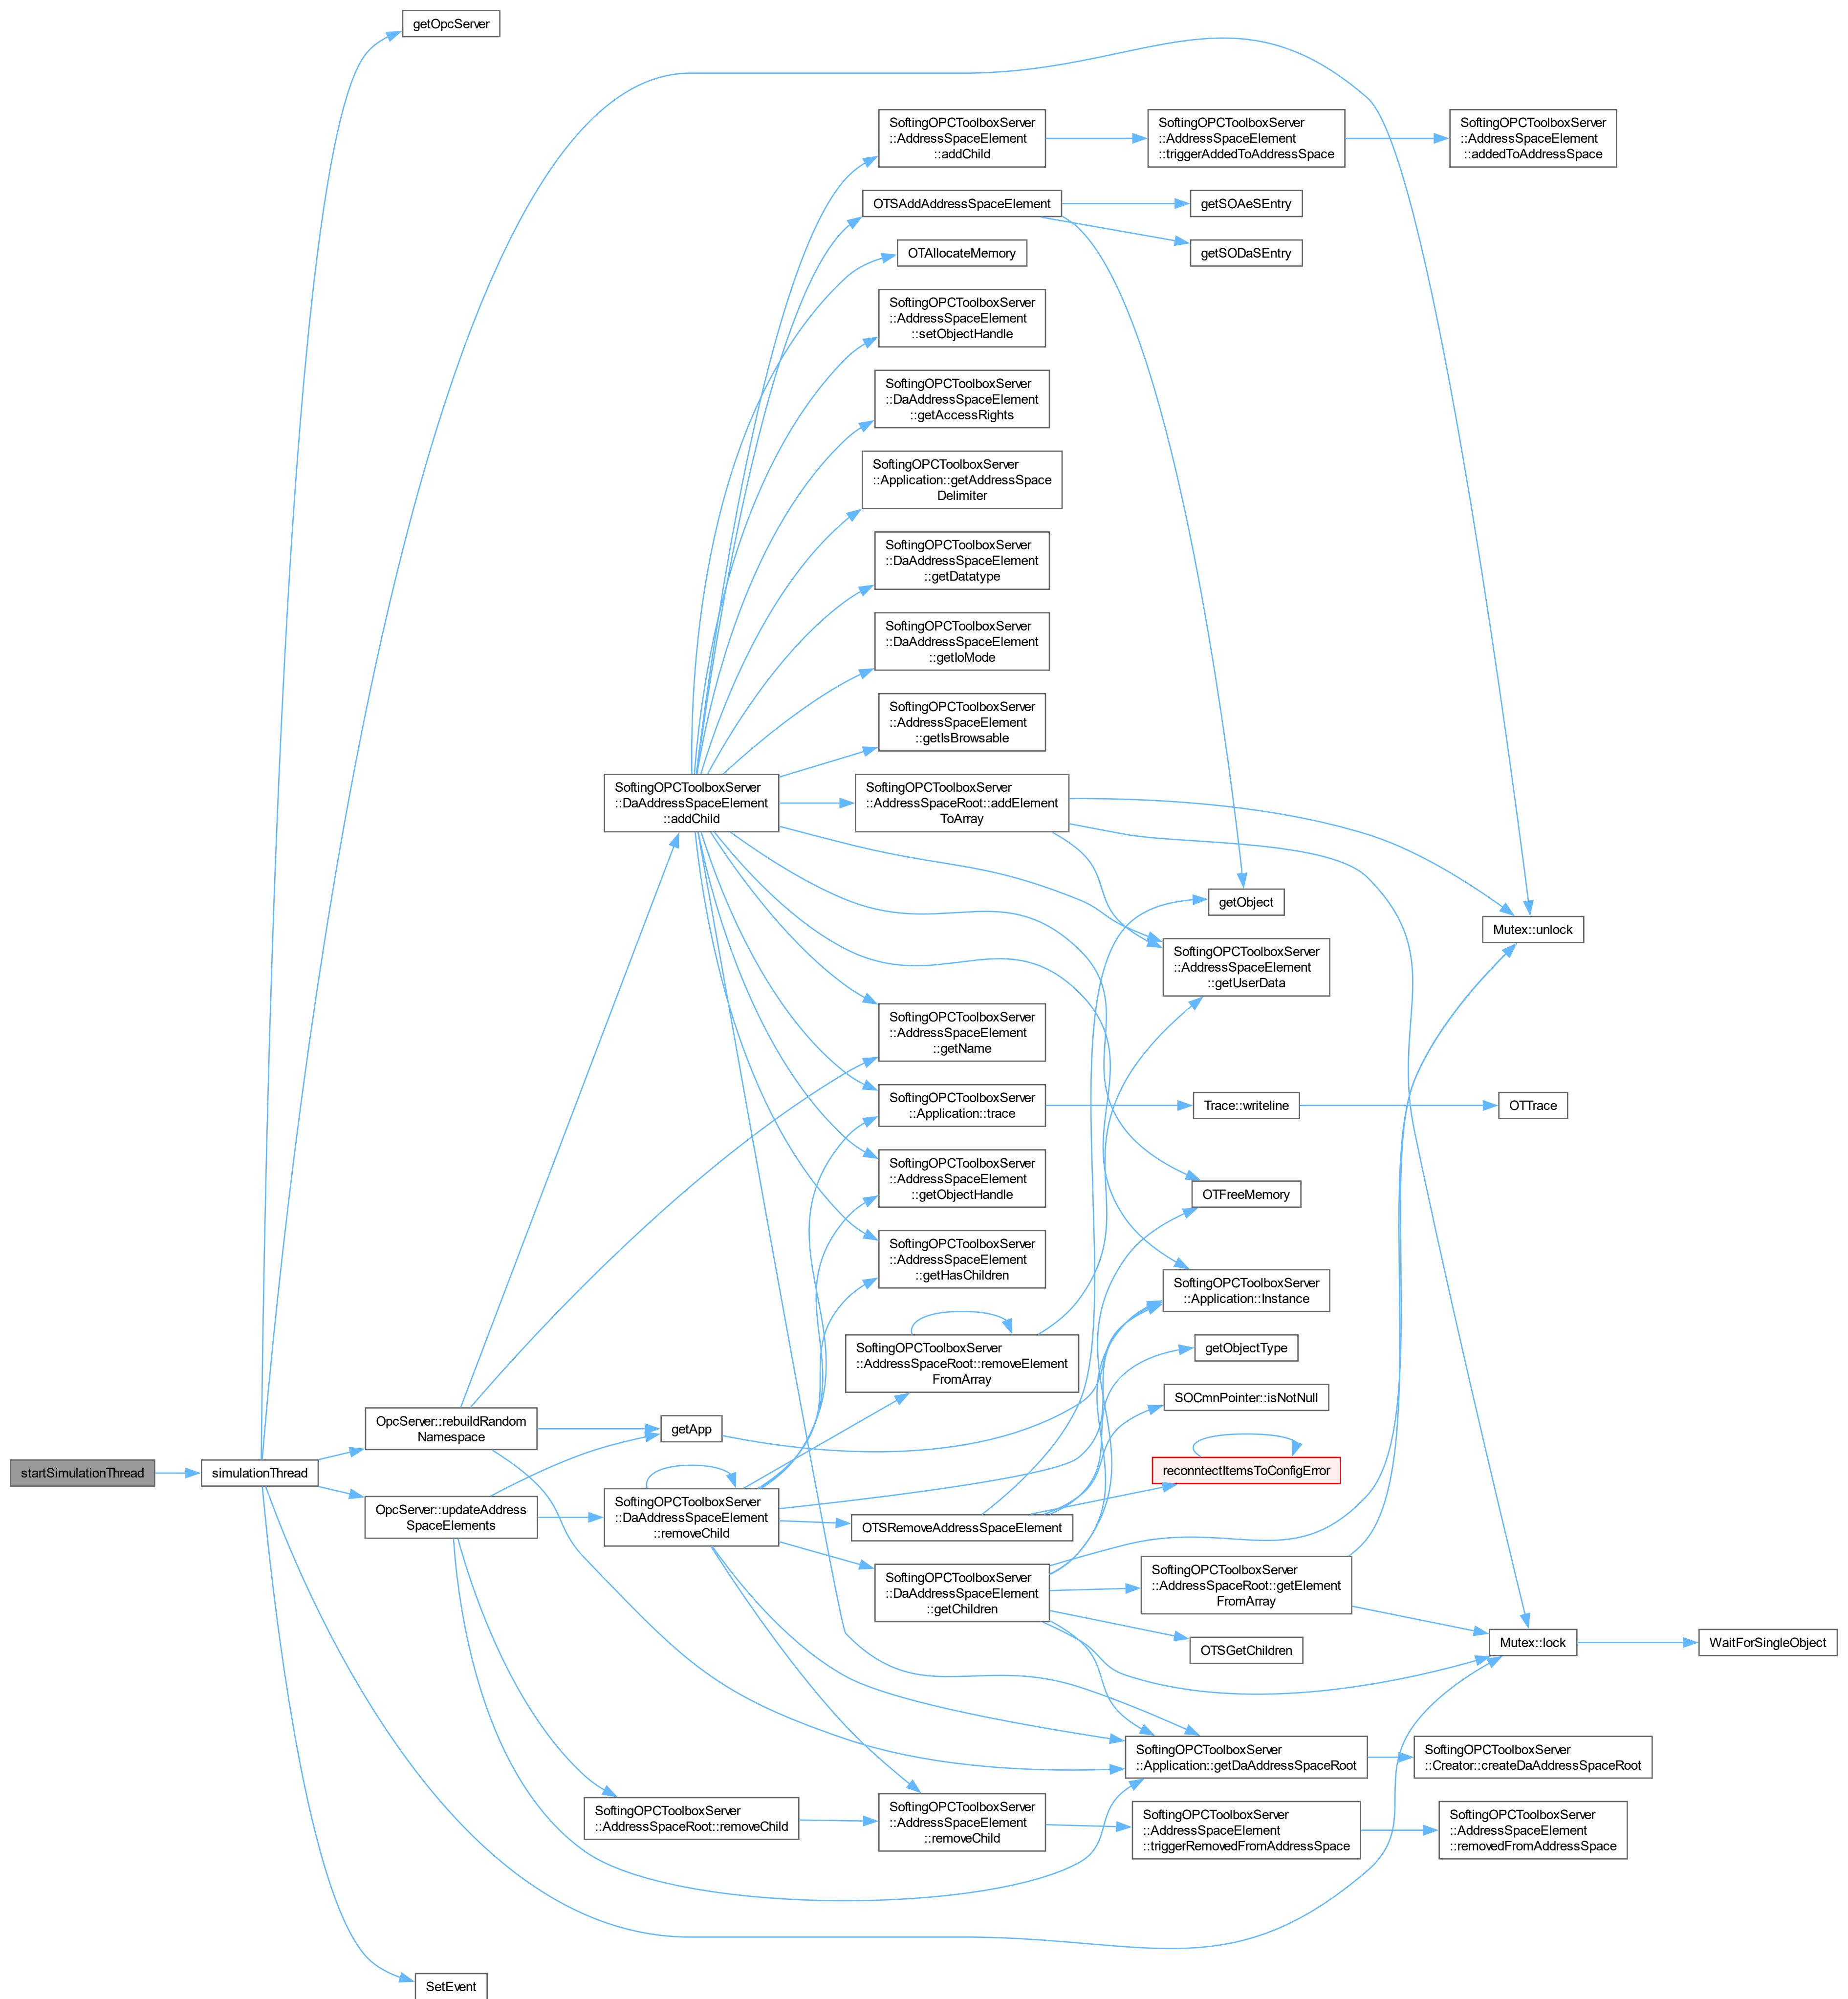 getOpcServer
SoftingOPCToolboxServer
::AddressSpaceElement
::addChild
SoftingOPCToolboxServer
::AddressSpaceElement
::triggerAddedToAddressSpace
SoftingOPCToolboxServer
::AddressSpaceElement
::addedToAddressSpace
OTSAddAddressSpaceElement
getSOAeSEntry
OTAllocateMemory
getSODaSEntry
SoftingOPCToolboxServer
::AddressSpaceElement
::setObjectHandle
SoftingOPCToolboxServer
::DaAddressSpaceElement
::getAccessRights
SoftingOPCToolboxServer
::Application::getAddressSpace
Delimiter
SoftingOPCToolboxServer
::DaAddressSpaceElement
::getDatatype
SoftingOPCToolboxServer
::DaAddressSpaceElement
::getIoMode
SoftingOPCToolboxServer
::AddressSpaceElement
::getIsBrowsable
SoftingOPCToolboxServer
::DaAddressSpaceElement
::addChild
SoftingOPCToolboxServer
::AddressSpaceRoot::addElement
ToArray
getObject
Mutex::unlock
SoftingOPCToolboxServer
::AddressSpaceElement
::getUserData
SoftingOPCToolboxServer
::AddressSpaceElement
::getName
SoftingOPCToolboxServer
::Application::trace
Trace::writeline
OTTrace
SoftingOPCToolboxServer
::AddressSpaceElement
::getObjectHandle
OTFreeMemory
SoftingOPCToolboxServer
::AddressSpaceElement
::getHasChildren
SoftingOPCToolboxServer
::Application::Instance
SoftingOPCToolboxServer
::AddressSpaceRoot::removeElement
FromArray
getObjectType
SOCmnPointer::isNotNull
OpcServer::rebuildRandom
Namespace
getApp
startSimulationThread
simulationThread
reconntectItemsToConfigError
OpcServer::updateAddress
SpaceElements
SoftingOPCToolboxServer
::DaAddressSpaceElement
::removeChild
OTSRemoveAddressSpaceElement
SoftingOPCToolboxServer
::DaAddressSpaceElement
::getChildren
SoftingOPCToolboxServer
::AddressSpaceRoot::getElement
FromArray
OTSGetChildren
Mutex::lock
WaitForSingleObject
SoftingOPCToolboxServer
::Application::getDaAddressSpaceRoot
SoftingOPCToolboxServer
::Creator::createDaAddressSpaceRoot
SoftingOPCToolboxServer
::AddressSpaceRoot::removeChild
SoftingOPCToolboxServer
::AddressSpaceElement
::removeChild
SoftingOPCToolboxServer
::AddressSpaceElement
::triggerRemovedFromAddressSpace
SoftingOPCToolboxServer
::AddressSpaceElement
::removedFromAddressSpace
SetEvent